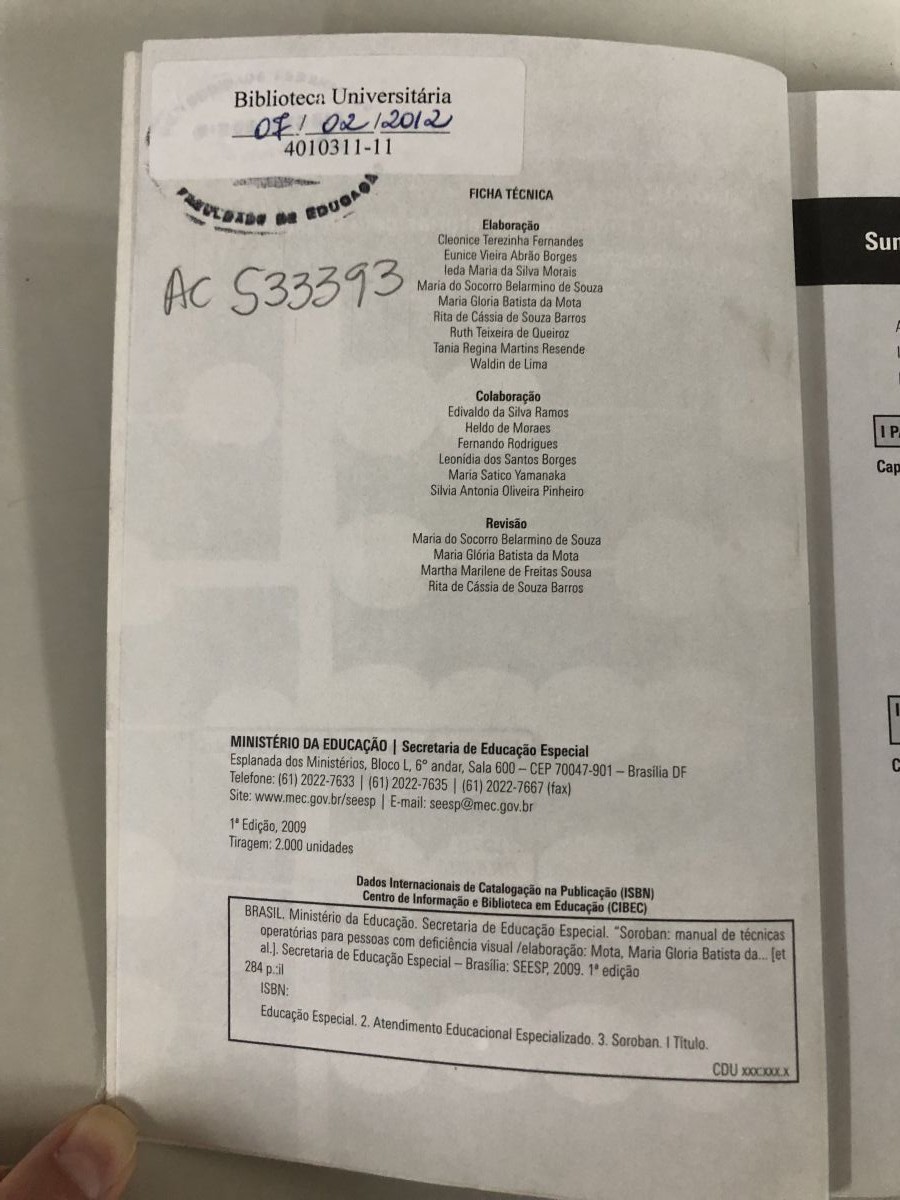 Biblioteca Universitária
07/02/2012
4010311-11
FACULDADE DE EDUCAÇÃO
AC 533393
FICHA TÉCNICA
Elaboração
Cleonice Terezinha Fernandes
Eunice Vieira Abrão Borges
Ieda Maria da Silva Morais
Maria do Socorro Belarmino de Souza
Maria Gloria Batista da Mota
Rita de Cássia de Souza Barros
Ruth Teixeira de Queiroz
Tania Regina Martins Resende
Waldin de Lima
Colaboração
Edivaldo da Silva Ramos
Heldo de Moraes
Fernando Rodrigues
Leonidia dos Santos Borges
Maria Satico Yamanaka
Silvia Antonia Oliveira Pinheiro
Revisão
Maria do Socorro Belarmino de Souza
Maria Glória Batista da Mota
Martha Marilene de Freitas Sousa
Rita de Cássia de Souza Barros
MINISTÉRIO DA EDUCAÇÃO | Secretaria de Educação Especial
Esplanada dos Ministérios, Bloco L, 6º andar, Sala 600 – CEP 70047-901 – Brasília DF
Telefone: (61) 2022-7633 | (61) 2022-7635 | (61) 2022-7667 (fax)
Site: www.mec.gov.br/seesp | E-mail: seesp@mec.gov.br
1ª Edição, 2009
Tiragem: 2.000 unidades
Dados Internacionais de Catalogação na Publicação (ISBN)
Centro de Informação e Biblioteca em Educação (CIBEC)
BRASIL. Ministério da Educação. Secretaria de Educação Especial. “Soroban: manual de técnicas
operatórias para pessoas com deficiência visual /elaboração: Mota, Maria Gloria Batista da... [et
al.]. Secretaria de Educação Especial – Brasília: SEESP, 2009. 1ª edição
284 p.:il
ISBN:
Educação Especial. 2. Atendimento Educacional Especializado. 3. Soroban. I Título.
CDU xxx:xxx.x
Sum
I PA
Cap